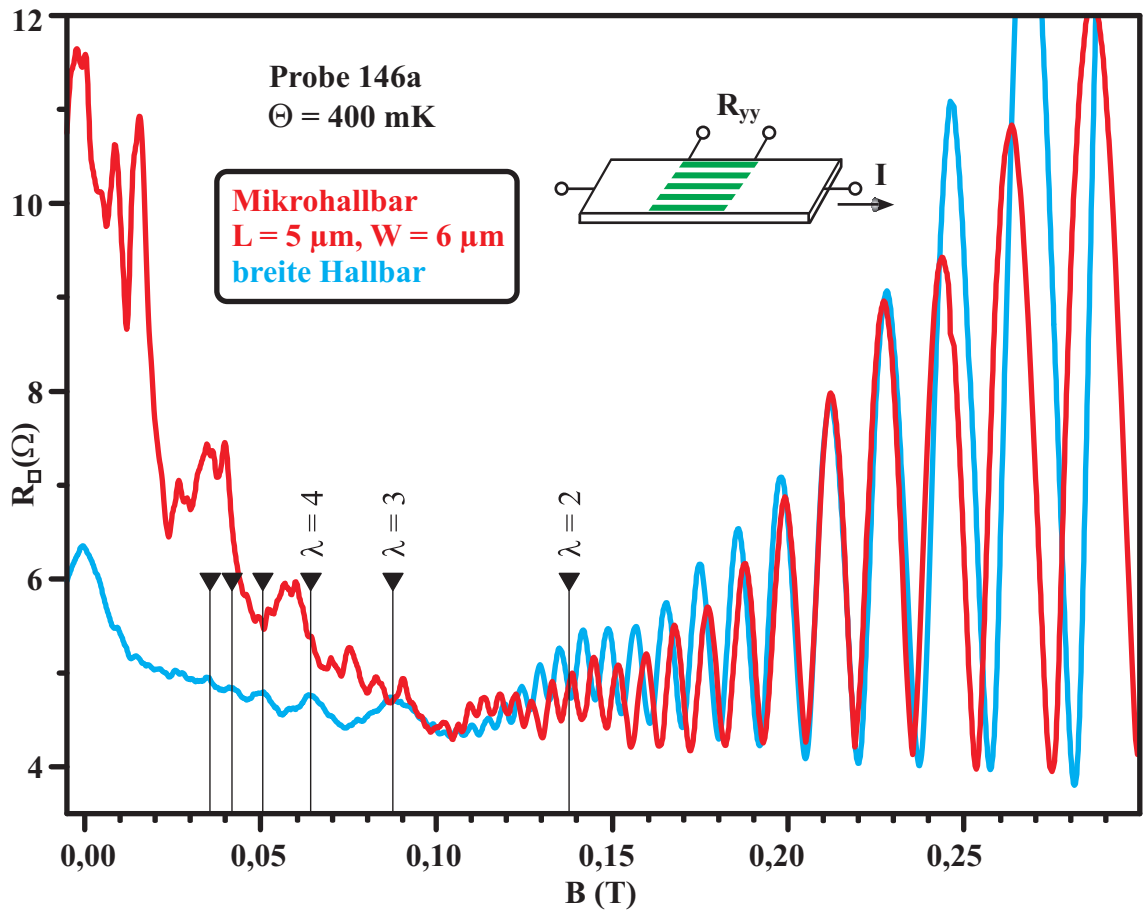 12
10
8
6
4
R□(Ω)
Probe 146a
Θ = 400 mK
Mikrohallbar
L = 5 µm, W = 6 µm
breite Hallbar
Ryy
I
λ = 4
λ = 3
λ = 2
0,00
0,05
0,10
0,15
0,20
0,25
B (T)